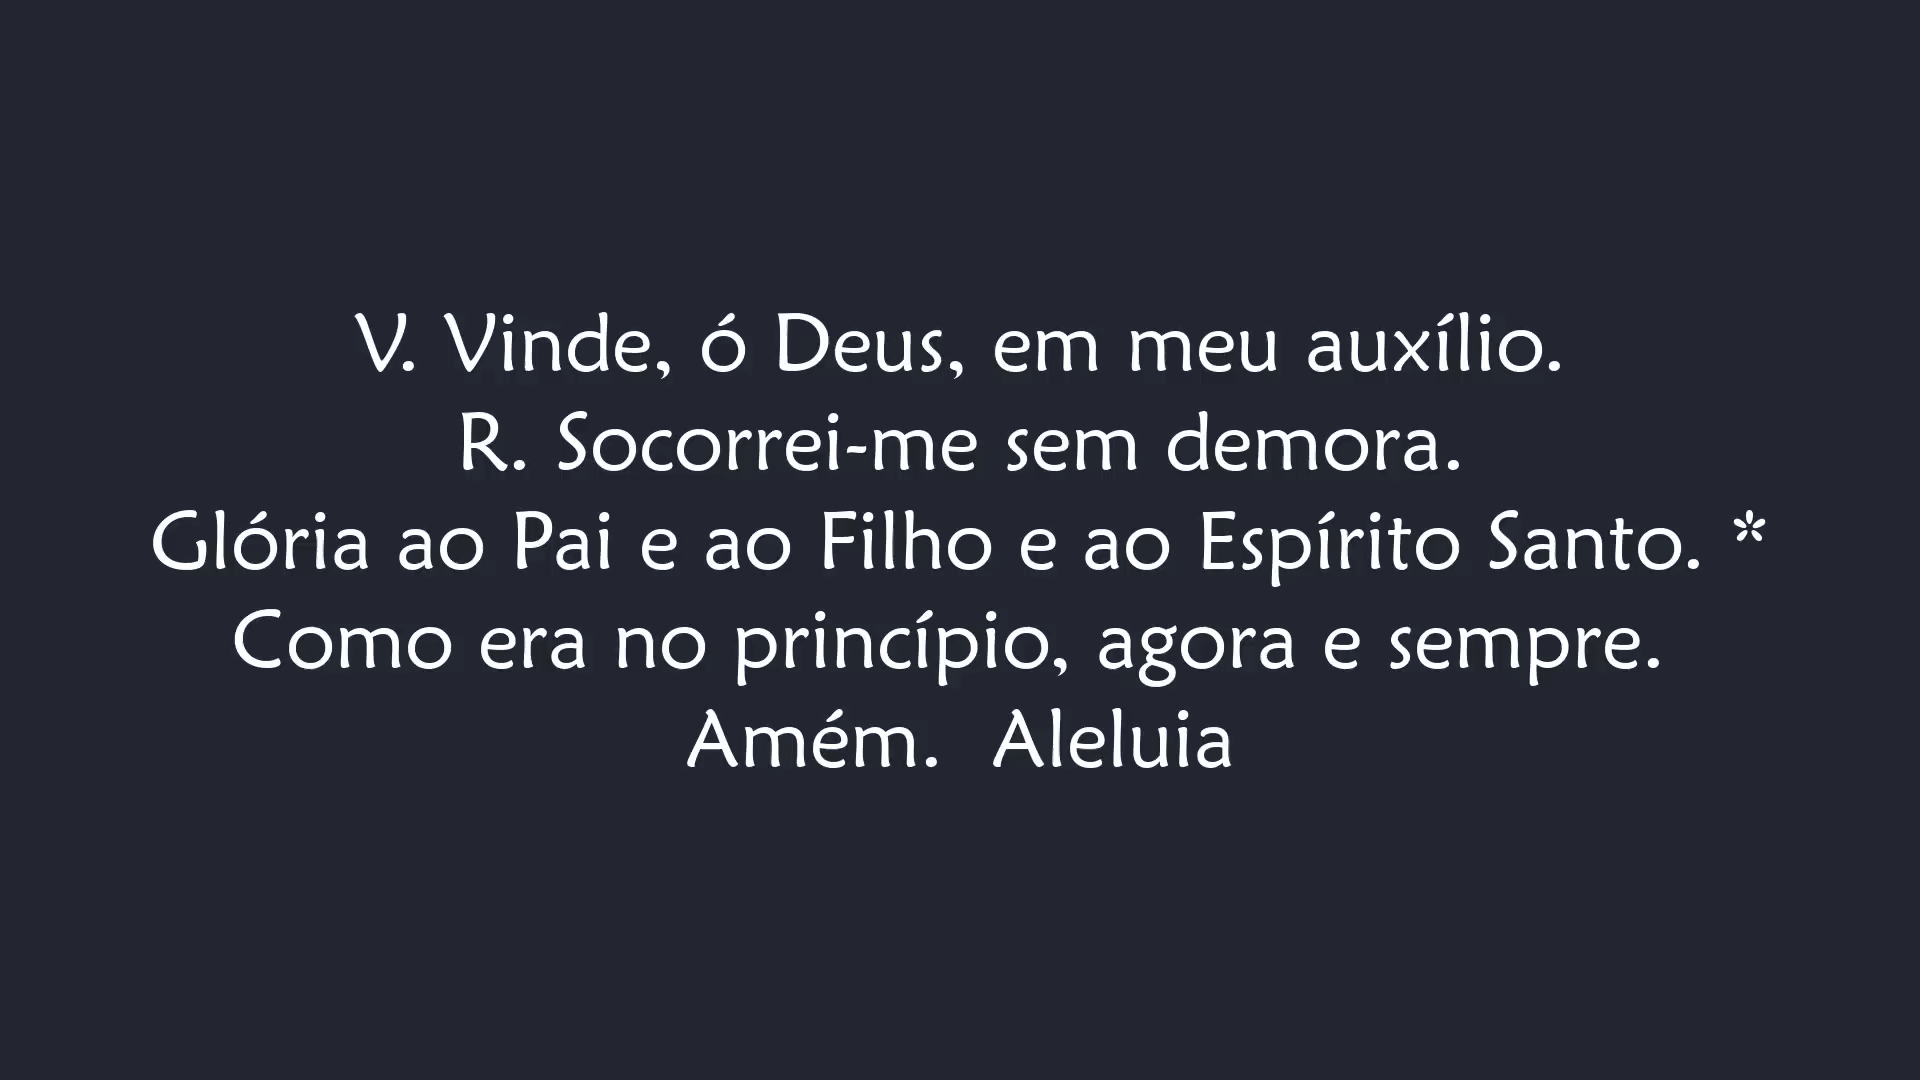 V. Vinde, ó Deus, em meu auxílio.
R. Socorrei-me sem demora.
Glória ao Pai e ao Filho e ao Espírito Santo. *
Como era no princípio, agora e sempre.
Amém.  Aleluia